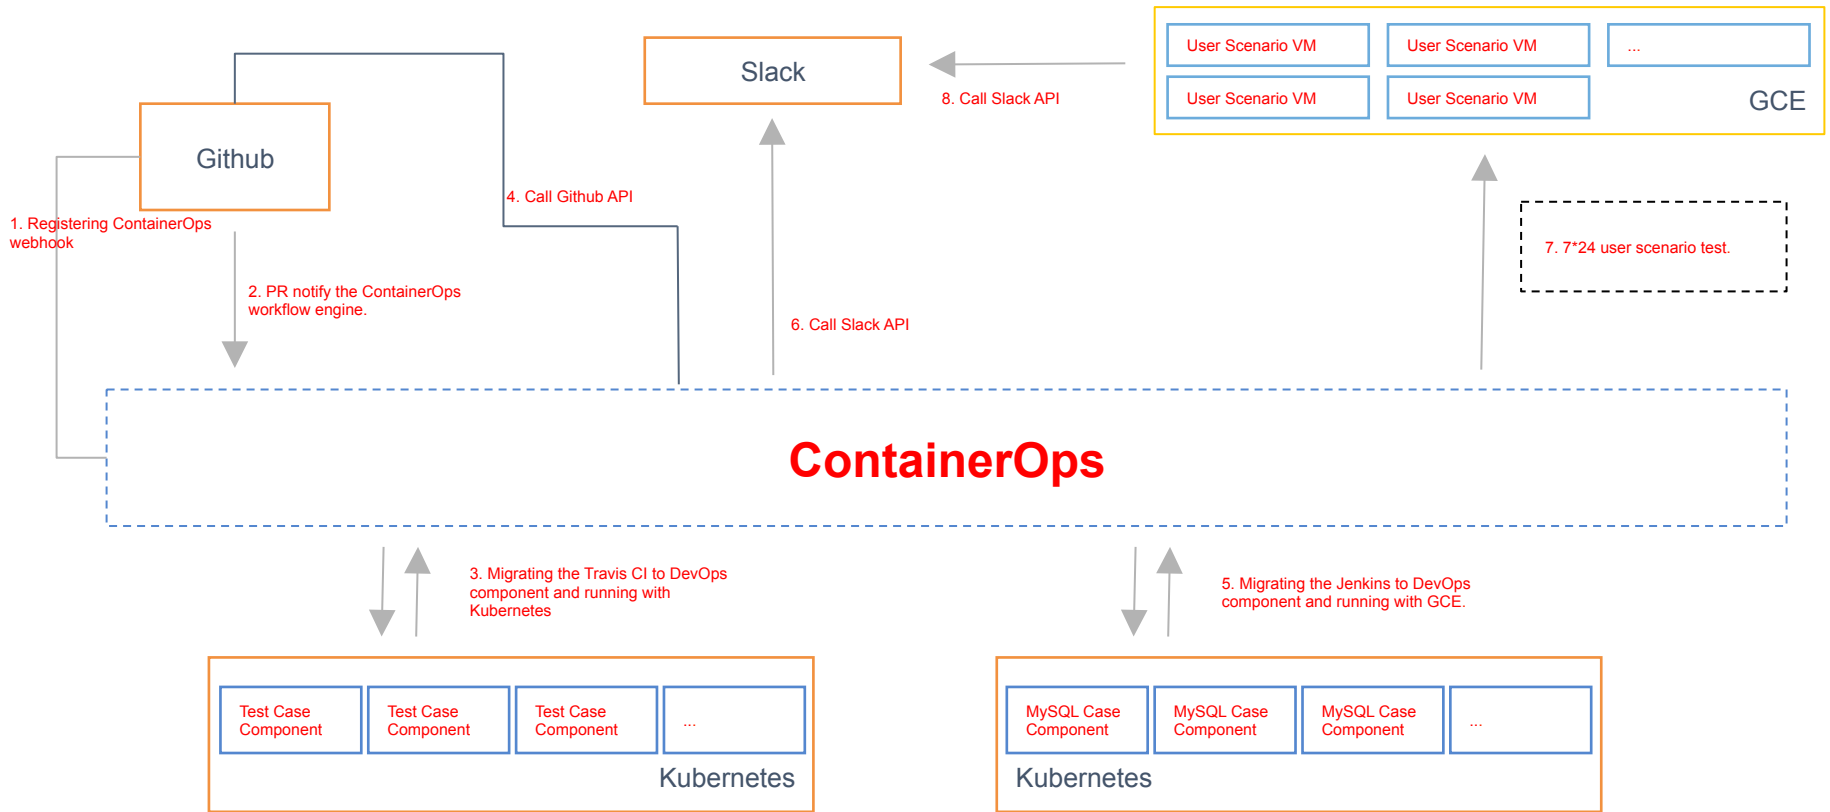 User Scenario VM
User Scenario VM
...
Slack
8. Call Slack API
User Scenario VM
User Scenario VM
GCE
Github
4. Call Github API
1. Registering ContainerOps
webhook
7. 7*24 user scenario test.
2. PR notify the ContainerOps
workflow engine.
6. Call Slack API
ContainerOps
3. Migrating the Travis CI to DevOps
component and running with
Kubernetes
5. Migrating the Jenkins to DevOps
component and running with GCE.
Test Case
Component
Test Case
Component
Test Case
Component
...
Kubernetes
MySQL Case
Component
MySQL Case
Component
MySQL Case
Component
...
Kubernetes